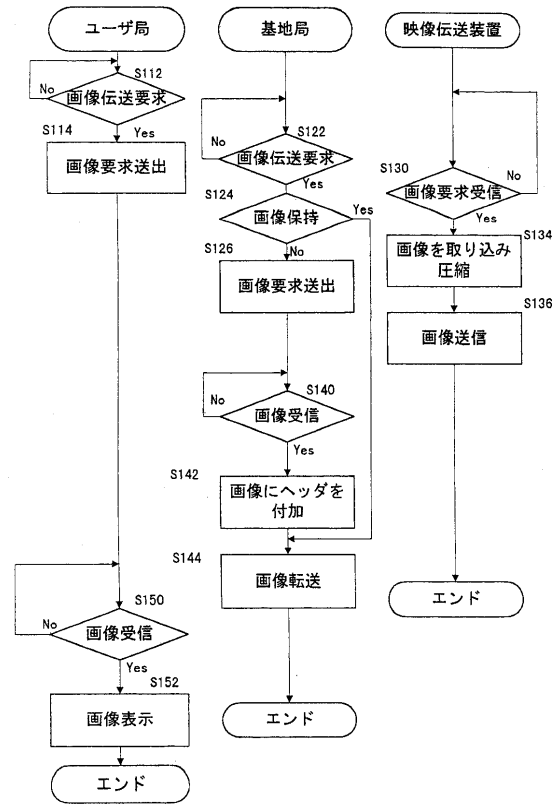 ユーザ局
S112
No
画像伝送要求
S114
Yes
画像要求送出
No
S150
画像受信
Yes
S152
画像表示
エンド
基地局
S122
No
画像伝送要求
Yes
S124
画像保持
Yes
S126
No
画像要求送出
S140
No
画像受信
Yes
S142
画像にヘッダを
付加
S144
画像転送
エンド
映像伝送装置
S130
No
画像要求受信
Yes
S134
画像を取り込み
圧縮
S136
画像送信
エンド